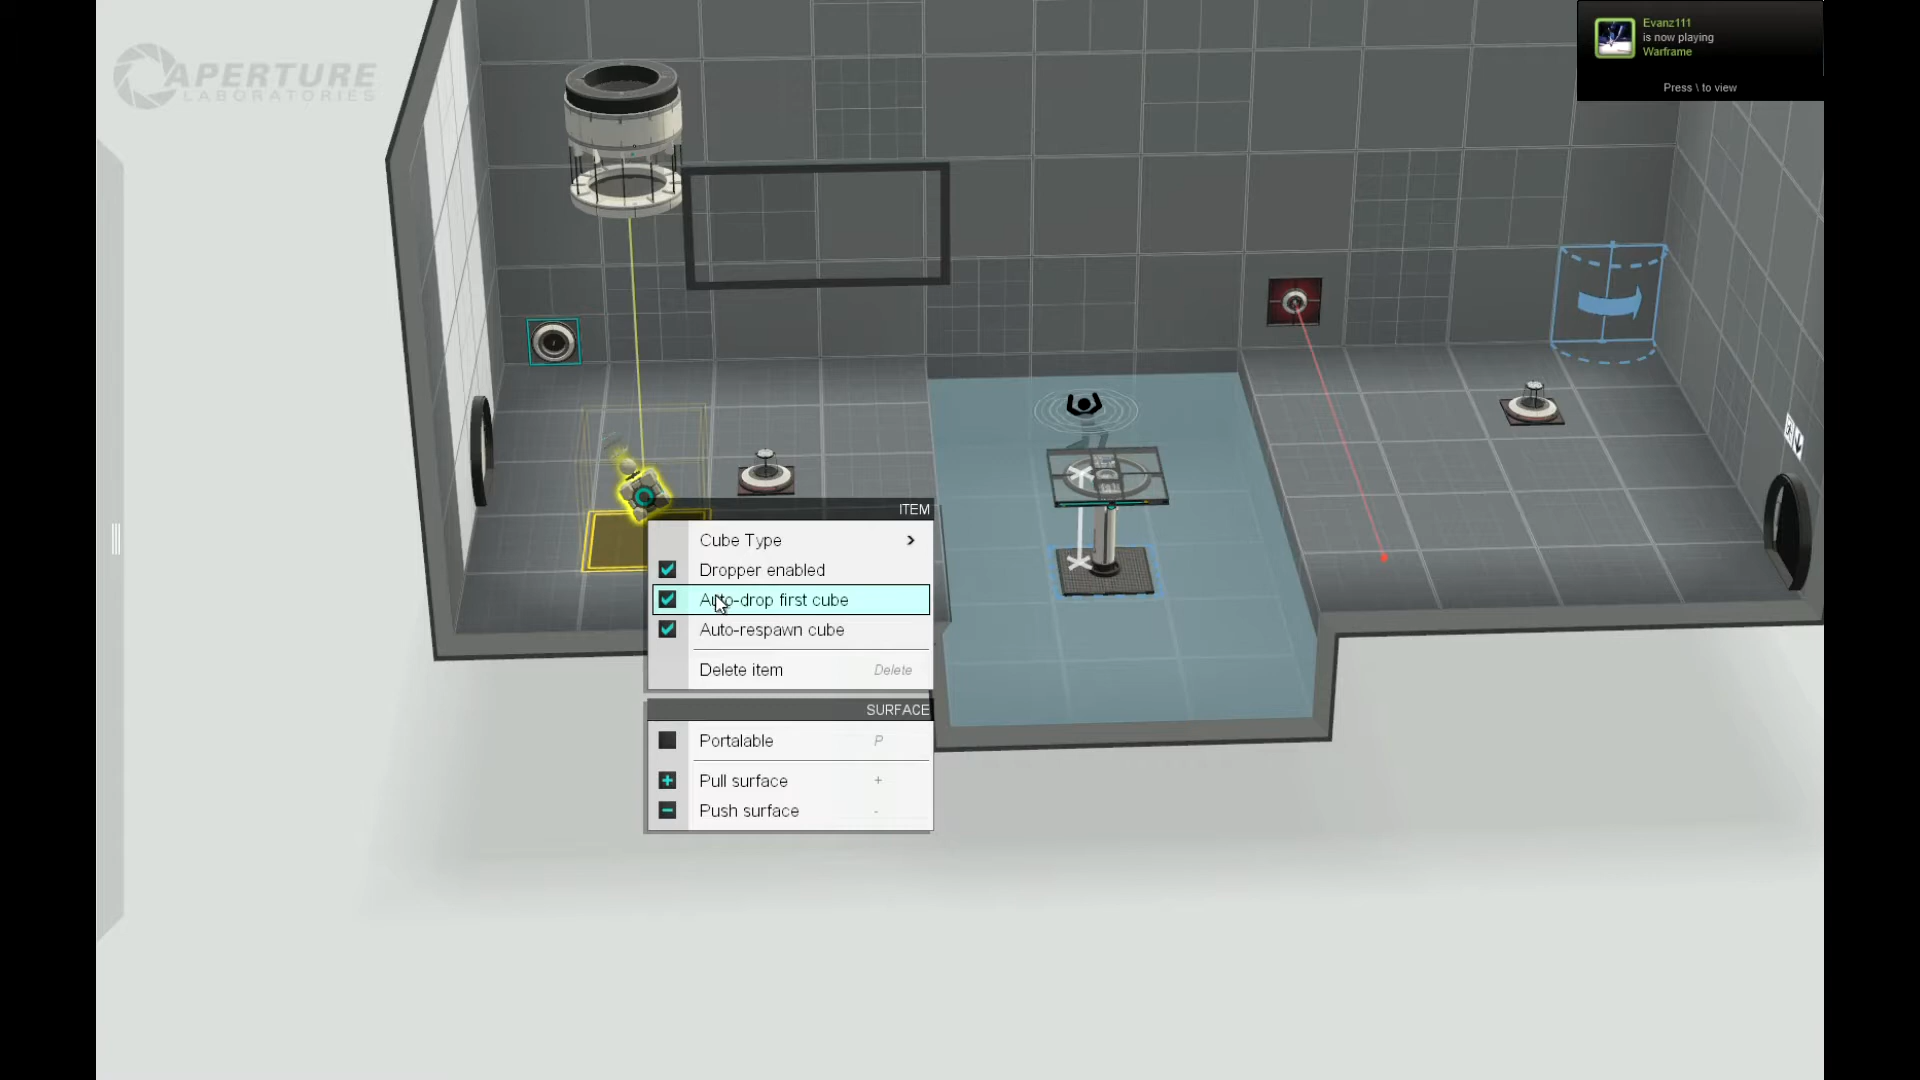 APERTURE
LABORATORIES
Evanz111
is now playing
Warframe
Press \ to view
ITEM
Cube Type
Dropper enabled
Auto-drop first cube
Auto-respawn cube
Delete item Delete
SURFACE
Portalable P
Pull surface +
Push surface -